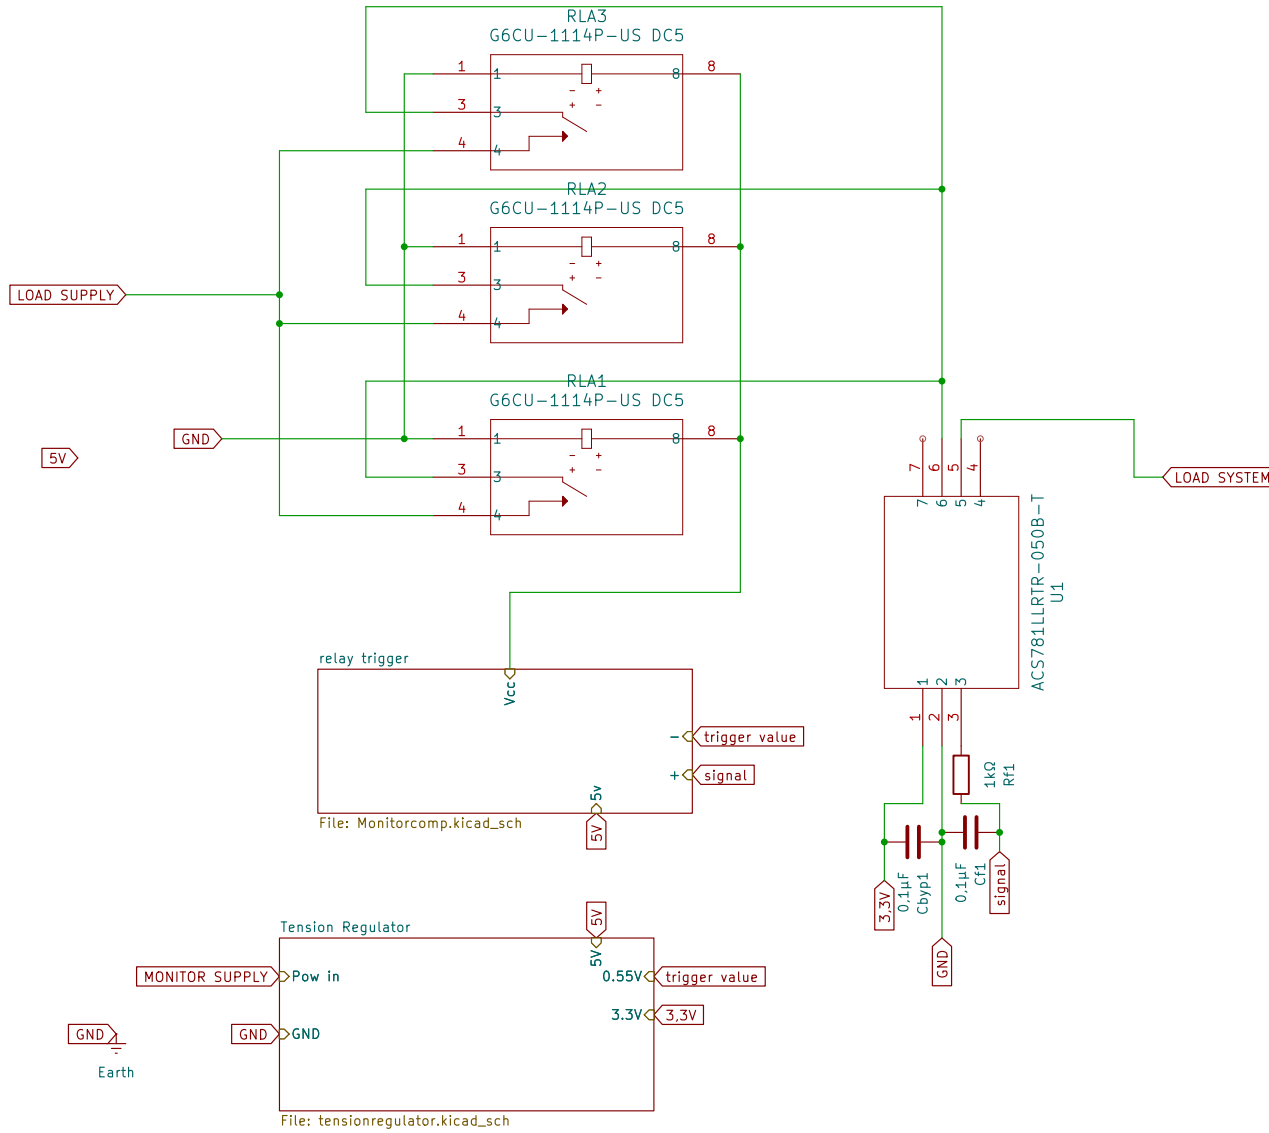 RLA3
G6CU-1114P-US DC5
1 1 8 8
- +
+ -
3 3
4 4
RLA2
G6CU-1114P-US DC5
1 1 8 8
- +
+ -
3 3
4 4
LOAD SUPPLY
RLA1
G6CU-1114P-US DC5
GND
1 1 8 8
- +
+ -
3 3
4 4
5V
7 6 5 4
7 6 5 4
LOAD SYSTEM
ACS781LLRTR-050B-T
U1
1 2 3
1 2 3
relay trigger
Vcc
- trigger value
+ signal
5v
5V
File: Monitorcomp.kicad_sch
1kΩ
Rf1
0,1µF
Cbyp1
0,1µF
Cf1
3,3V
signal
GND
Tension Regulator
5V
5V
MONITOR SUPPLY
Pow in
0.55V
trigger value
3.3V
3,3V
GND
GND
GND
Earth
File: tensionregulator.kicad_sch